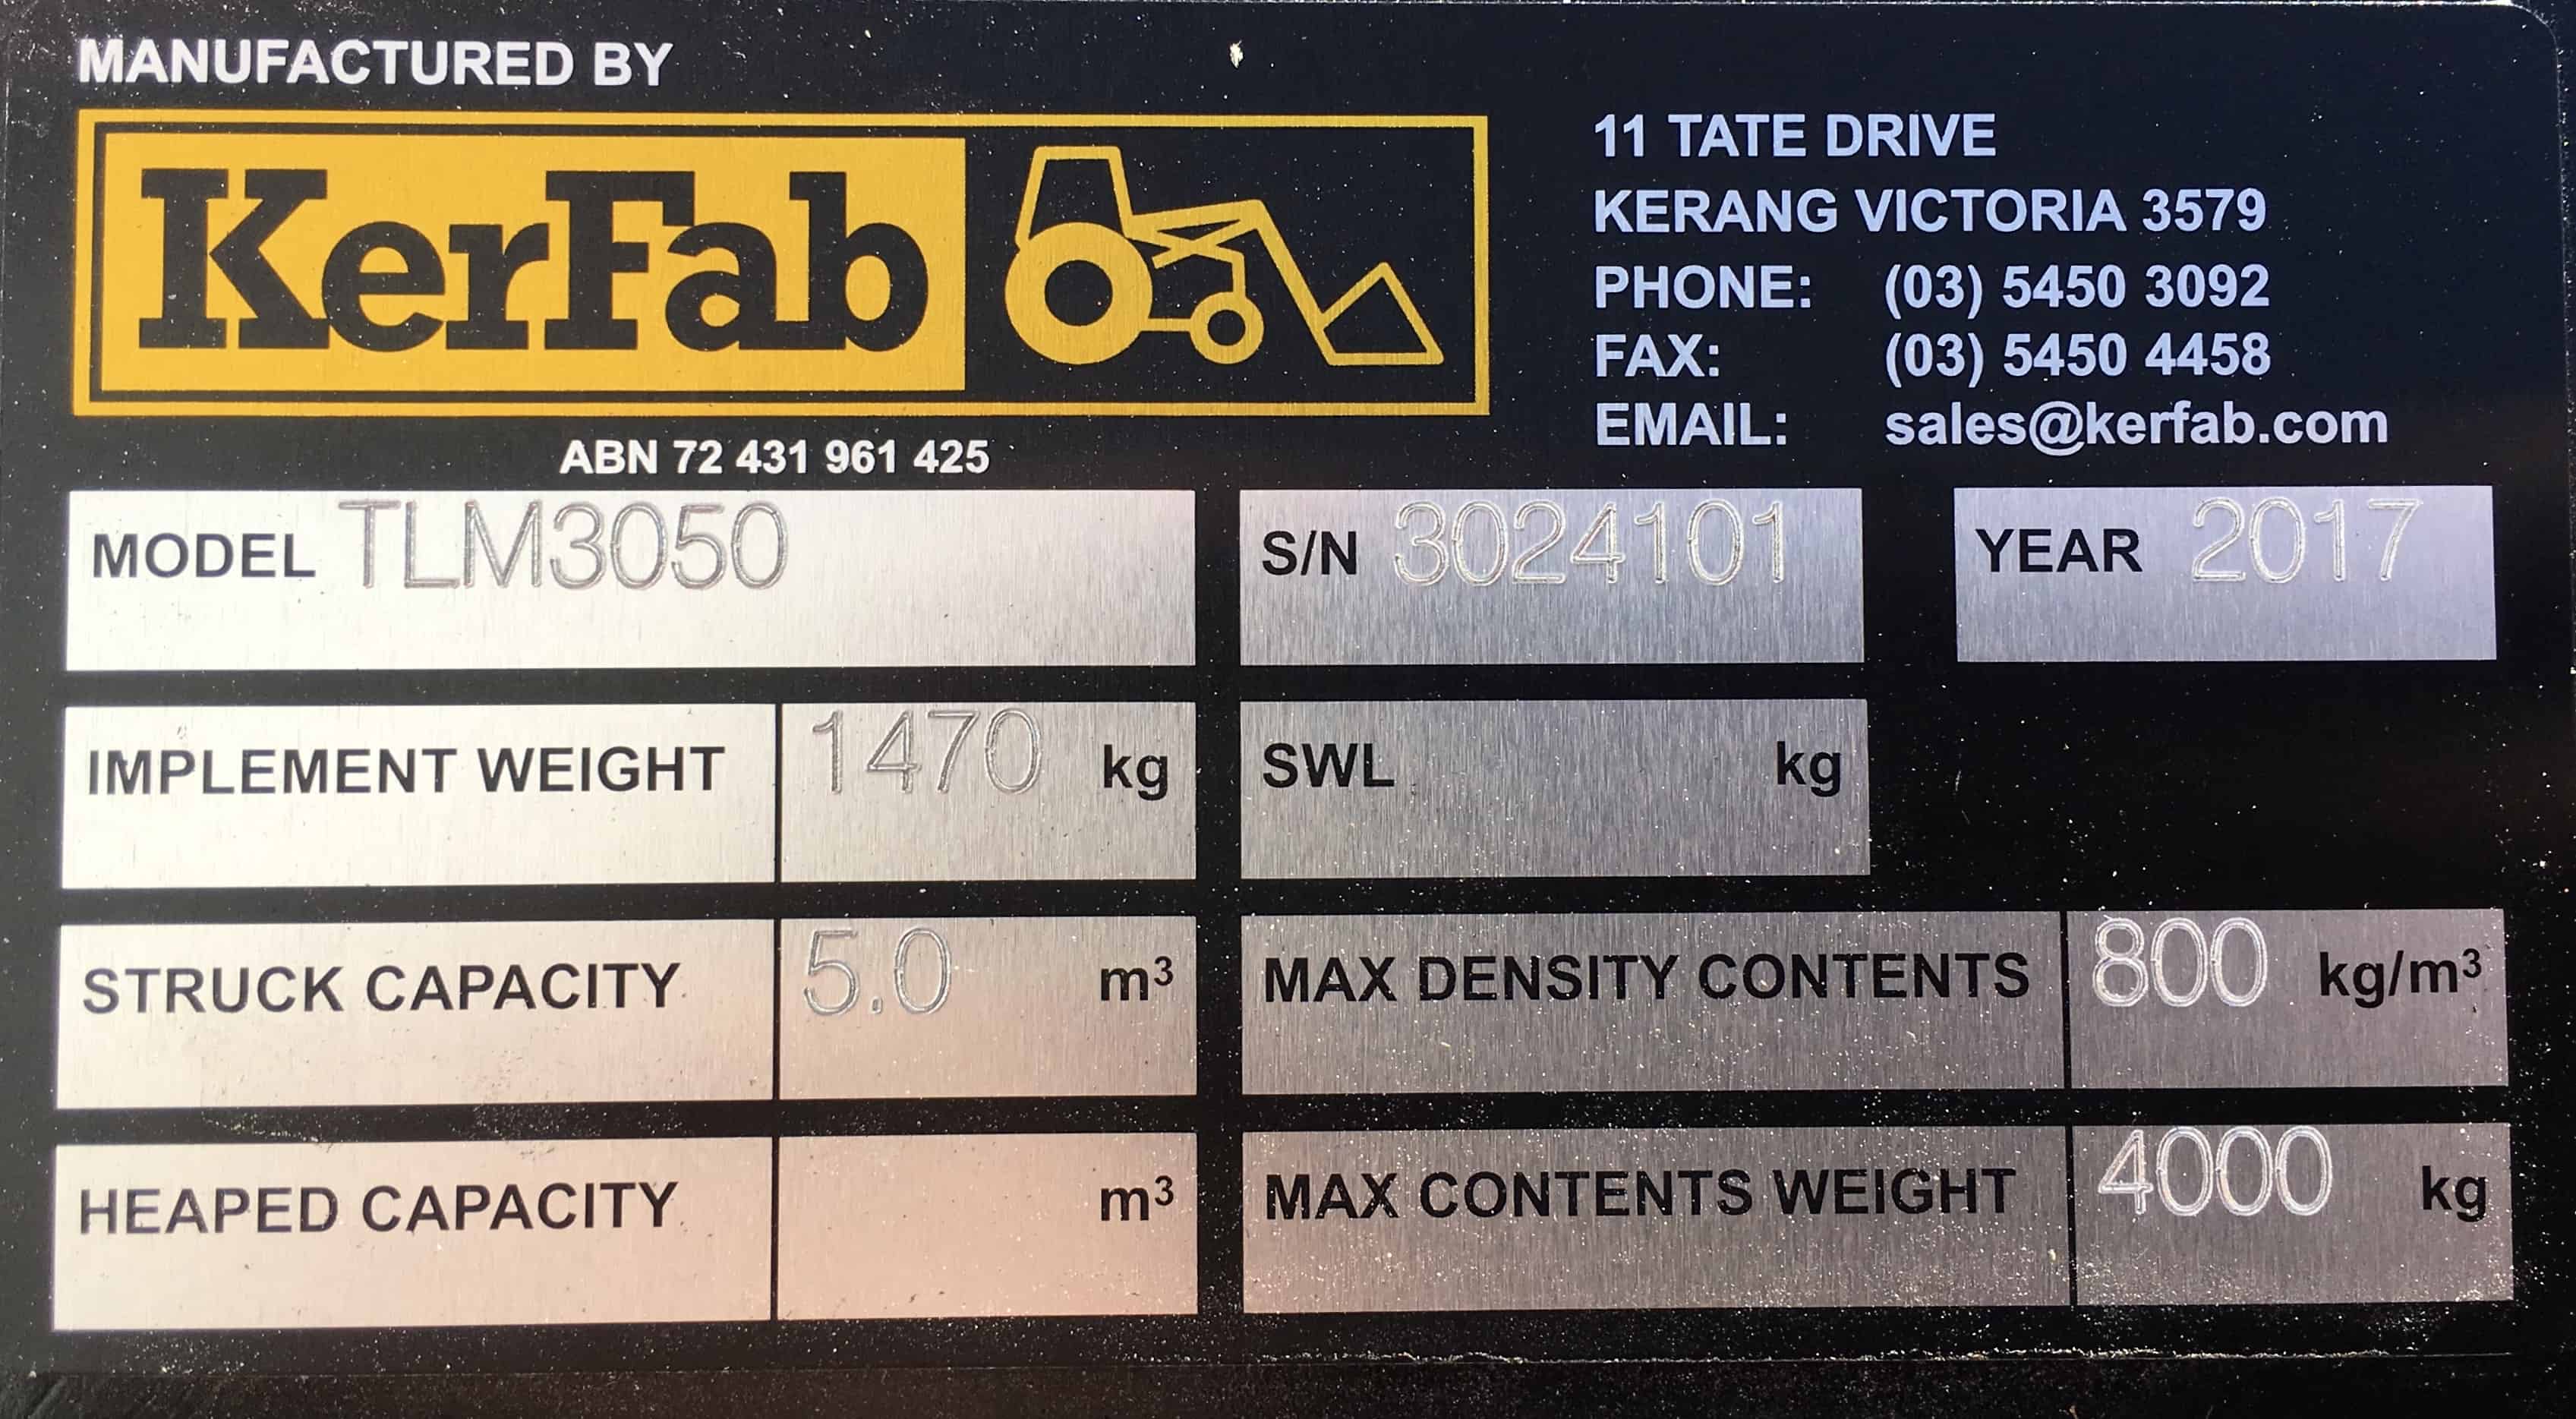 MANUFACTURED BY
KerFab
ABN 72 431 961 425
11 TATE DRIVE
KERANG VICTORIA 3579
PHONE: (03) 5450 3092
FAX: (03) 5450 4458
EMAIL: sales@kerfab.com
MODEL TLM3050
S/N 3024101
YEAR 2017
IMPLEMENT WEIGHT 1470 kg
SWL kg
STRUCK CAPACITY 5.0 m³
MAX DENSITY CONTENTS 800 kg/m³
HEAPED CAPACITY m³
MAX CONTENTS WEIGHT 4000 kg